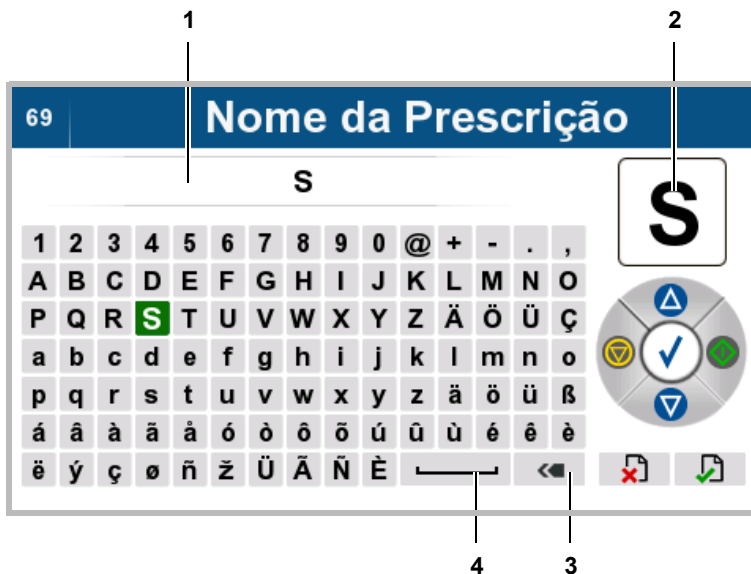 1 2
69 Nome da Prescrição
S S
1 2 3 4 5 6 7 8 9 0 @ + - . ,
A B C D E F G H I J K L M N O
P Q R S T U V W X Y Z Ä Ö Ü Ç
a b c d e f g h i j k l m n o
p q r s t u v w x y z ä ö ü ß
á â à ã å ó ò ô õ ú û ù é ê è
ë ý ç ø ñ ž Ü Ã Ñ È
4 3